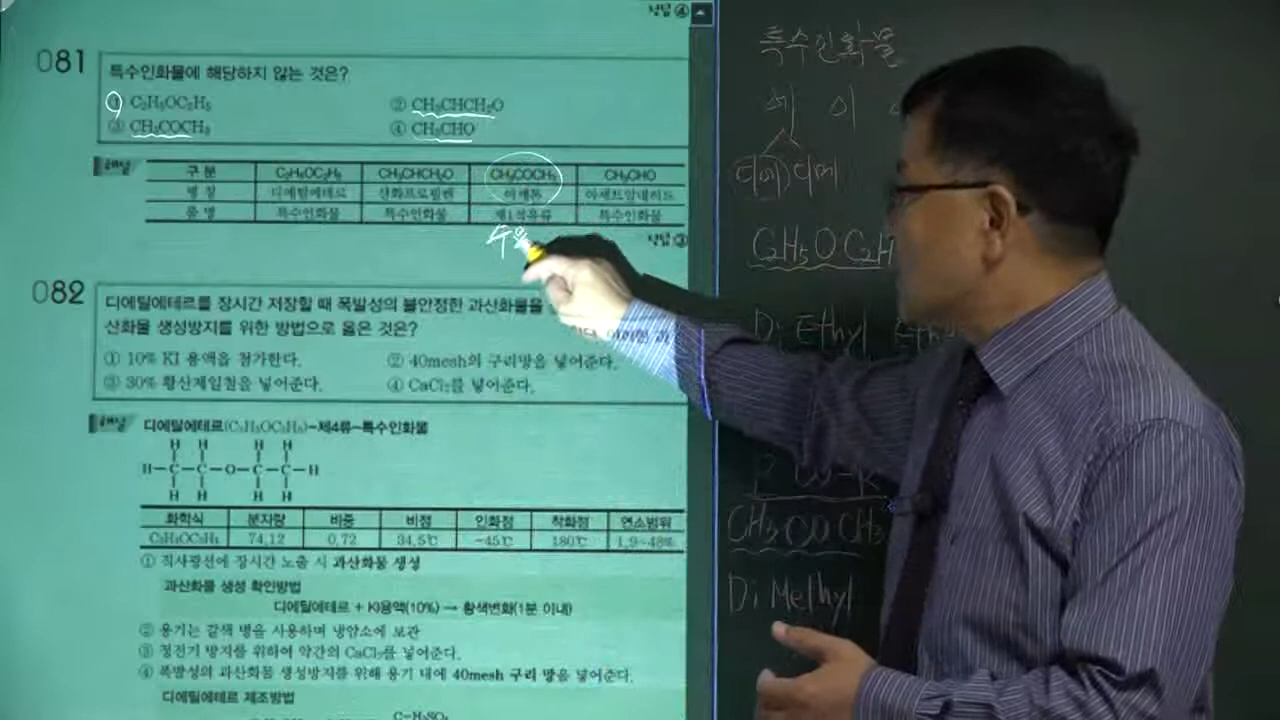 정답 ④
081
특수인화물에 해당하지 않는 것은?
① C₂H₅OC₂H₅ ② CH₃CHCH₂O
③ CH₃COCH₃ ④ CH₃CHO
해설
구 분 C₂H₅OC₂H₅ CH₃CHCH₂O CH₃COCH₃ CH₃CHO
명 칭 디에틸에테르 산화프로필렌 아세톤 아세트알데히드
품 명 특수인화물 특수인화물 제1석유류 특수인화물
수용
정답 ③
082
디에틸에테르를 장시간 저장할 때 폭발성의 불안정한 과산화물을
산화물 생성방지를 위한 방법으로 옳은 것은?
① 10% KI 용액을 첨가한다. ② 40mesh의 구리망을 넣어준다.
③ 30% 황산제일철을 넣어준다. ④ CaCl₂를 넣어준다.
해설 디에틸에테르(C₂H₅OC₂H₅)-제4류-특수인화물
H H H H
H-C-C-O-C-C-H
H H H H
화학식 분자량 비중 비점 인화점 착화점 연소범위
C₂H₅OC₂H₅ 74.12 0.72 34.5℃ -45℃ 180℃ 1.9~48%
① 직사광선에 장시간 노출 시 과산화물 생성
과산화물 생성 확인방법
디에틸에테르 + KI용액(10%) → 황색변화(1분 이내)
② 용기는 갈색 병을 사용하며 냉암소에 보관
③ 정전기 방지를 위하여 약간의 CaCl₂를 넣어준다.
④ 폭발성의 과산화물 생성방지를 위해 용기 내에 40mesh 구리 망을 넣어준다.
디에틸에테르 제조방법
C-H₂SO₄
특수인화물
에 이
디에 디메
C₂H₅OC₂H
Di Ethyl
CO-R
CH₃COCH₃
Di Methyl